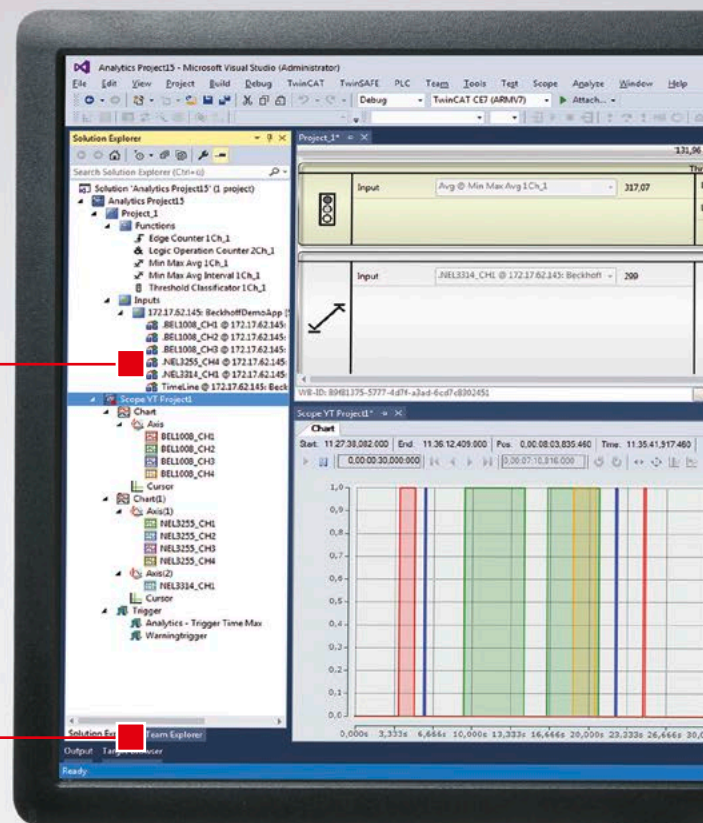 Analytics Project15 - Microsoft Visual Studio (Administrator)
File Edit View Project Build Debug TwinCAT TwinSAFE PLC Team Tools Test Scope Analyze Window Help
Debug TwinCAT CE7 (ARMV7) Attach...
Solution Explorer
Search Solution Explorer (Ctrl+ü)
Solution 'Analytics Project15' (1 project)
Analytics Project15
Project_1
Functions
Edge Counter 1Ch_1
Logic Operation Counter 2Ch_1
Min Max Avg 1Ch_1
Min Max Avg Interval 1Ch_1
Threshold Classificator 1Ch_1
Inputs
172.17.62.145: BeckhoffDemoApp
.BEL1008_CH1 @ 172.17.62.145:
.BEL1008_CH2 @ 172.17.62.145:
.BEL1008_CH3 @ 172.17.62.145:
.NEL3255_CH4 @ 172.17.62.145:
.NEL3314_CH1 @ 172.17.62.145:
TimeLine @ 172.17.62.145: Beck
Scope YT Project1
Chart
Axis
BEL1008_CH1
BEL1008_CH2
BEL1008_CH3
BEL1008_CH4
Cursor
Chart(1)
Axis(1)
NEL3255_CH1
NEL3255_CH2
NEL3255_CH3
NEL3255_CH4
Axis(2)
NEL3314_CH1
Cursor
Trigger
Analytics - Trigger Time Max
Warningtrigger
Team Explorer
Output
Ready
Project_1*
131,96
Input Avg @ Min Max Avg 1Ch_1 317,07
Input .NEL3314_CH1 @ 172.17.62.145: Beckhoff 299
Scope YT Project1*
Chart
Start: 11:27:38,082.000 End: 11:36:12,409.000 Pos: 0,00:08:03,835.460 Time: 11:35:41,917.460
0,00:00:30,000:000 0,00:07:10,816.000
1,0
0,9
0,8
0,7
0,6
0,5
0,4
0,3
0,2
0,1
0,0
0,000s 3,333s 6,666s 10,000s 13,333s 16,666s 20,000s 23,333s 26,666s 30,0